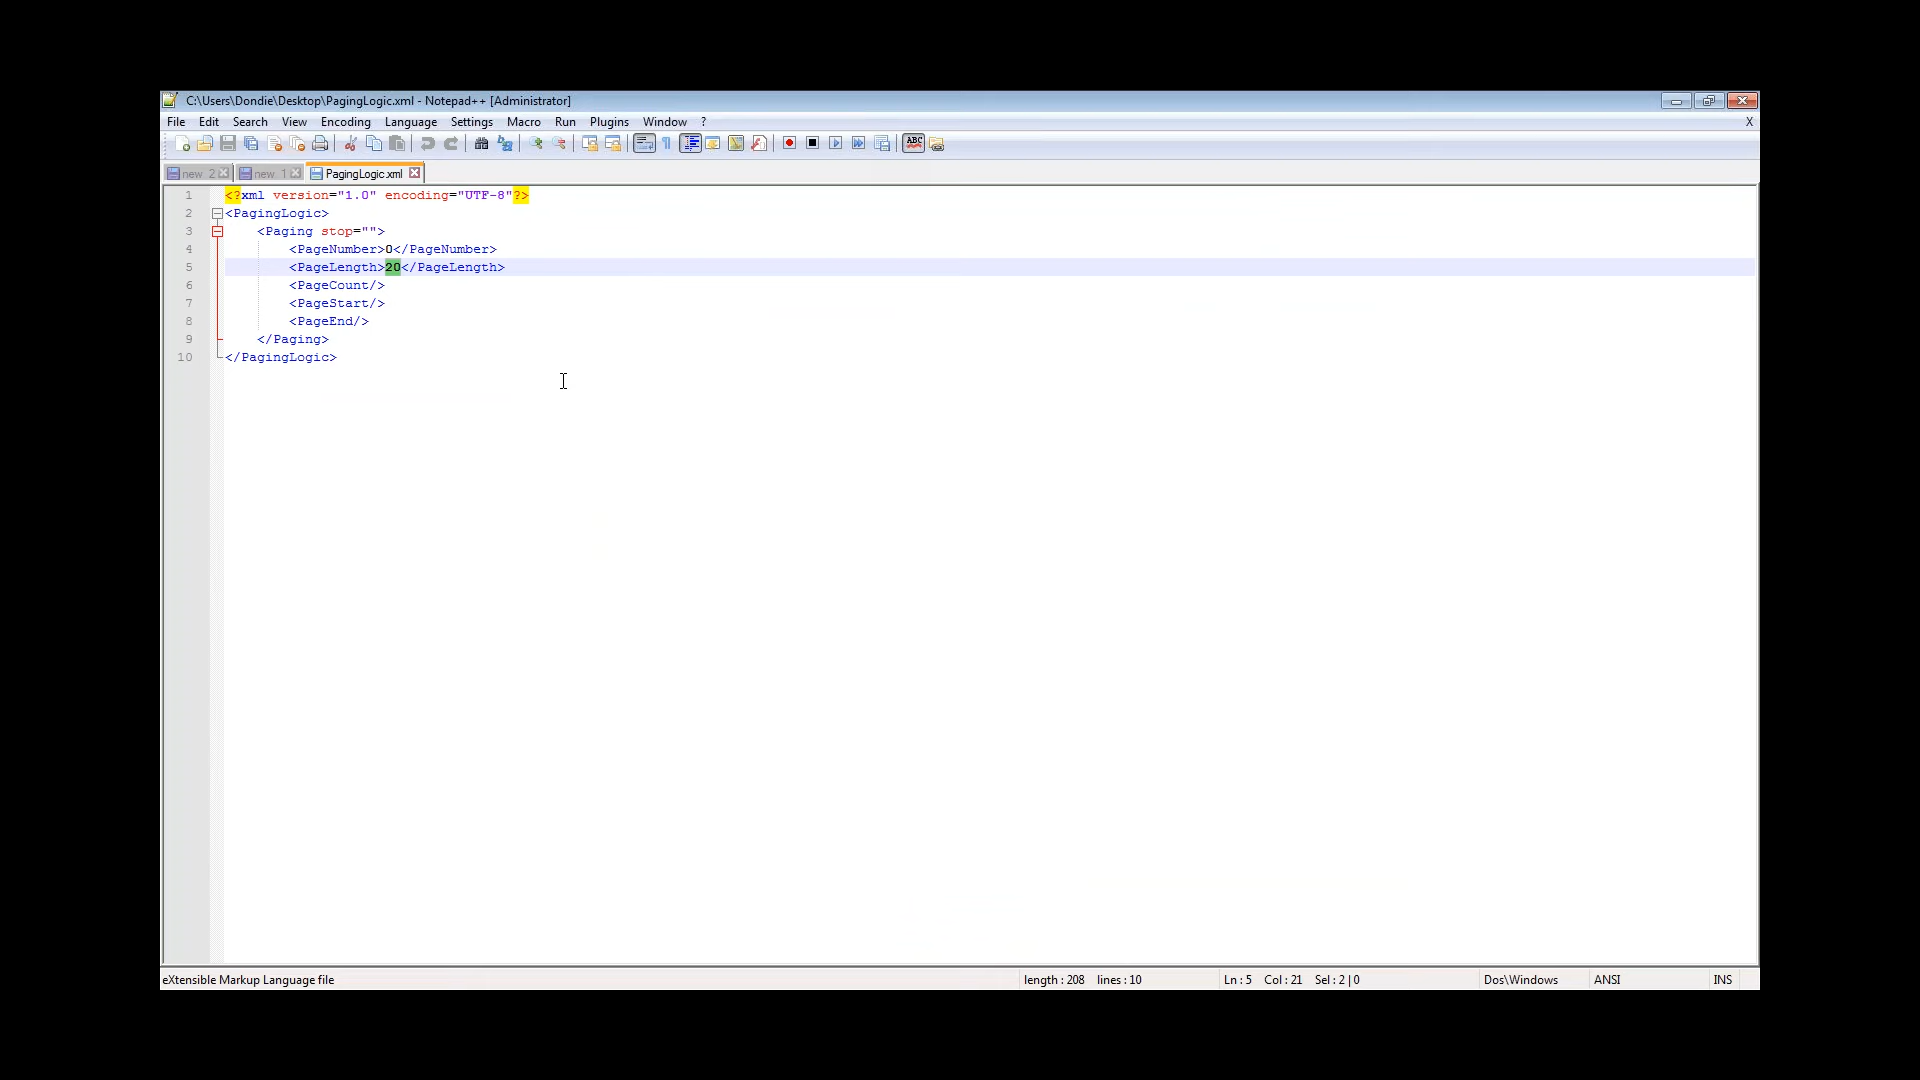 C:\Users\Dondie\Desktop\PagingLogic.xml - Notepad++ [Administrator]
File Edit Search View Encoding Language Settings Macro Run Plugins Window ? X
ABC
new 2 new 1 PagingLogic.xml
1 <?xml version="1.0" encoding="UTF-8"?>
2 <PagingLogic>
3 <Paging stop="">
4 <PageNumber>0</PageNumber>
5 <PageLength>20</PageLength>
6 <PageCount/>
7 <PageStart/>
8 <PageEnd/>
9 </Paging>
10 </PagingLogic>
eXtensible Markup Language file length : 208 lines : 10 Ln : 5 Col : 21 Sel : 2 | 0 Dos\Windows ANSI INS